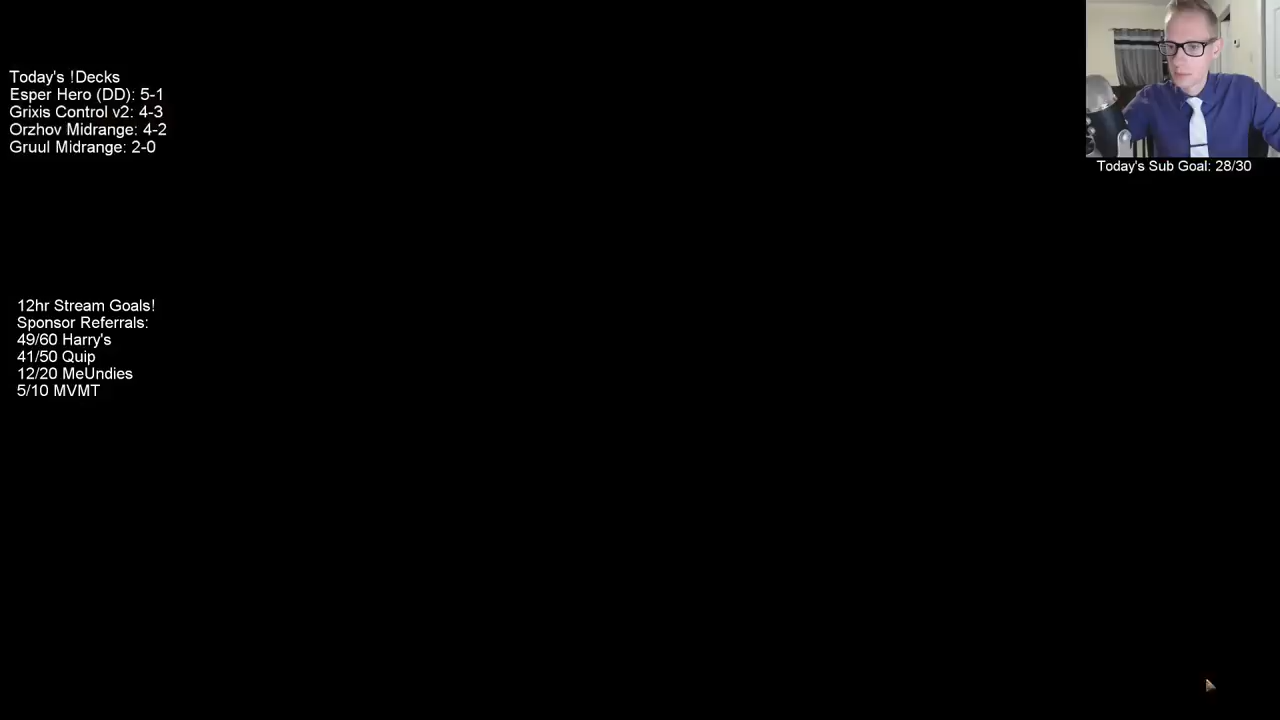 Today's !Decks
Esper Hero (DD): 5-1
Grixis Control v2: 4-3
Orzhov Midrange: 4-2
Gruul Midrange: 2-0
Today's Sub Goal: 28/30
12hr Stream Goals!
Sponsor Referrals:
49/60 Harry's
41/50 Quip
12/20 MeUndies
5/10 MVMT